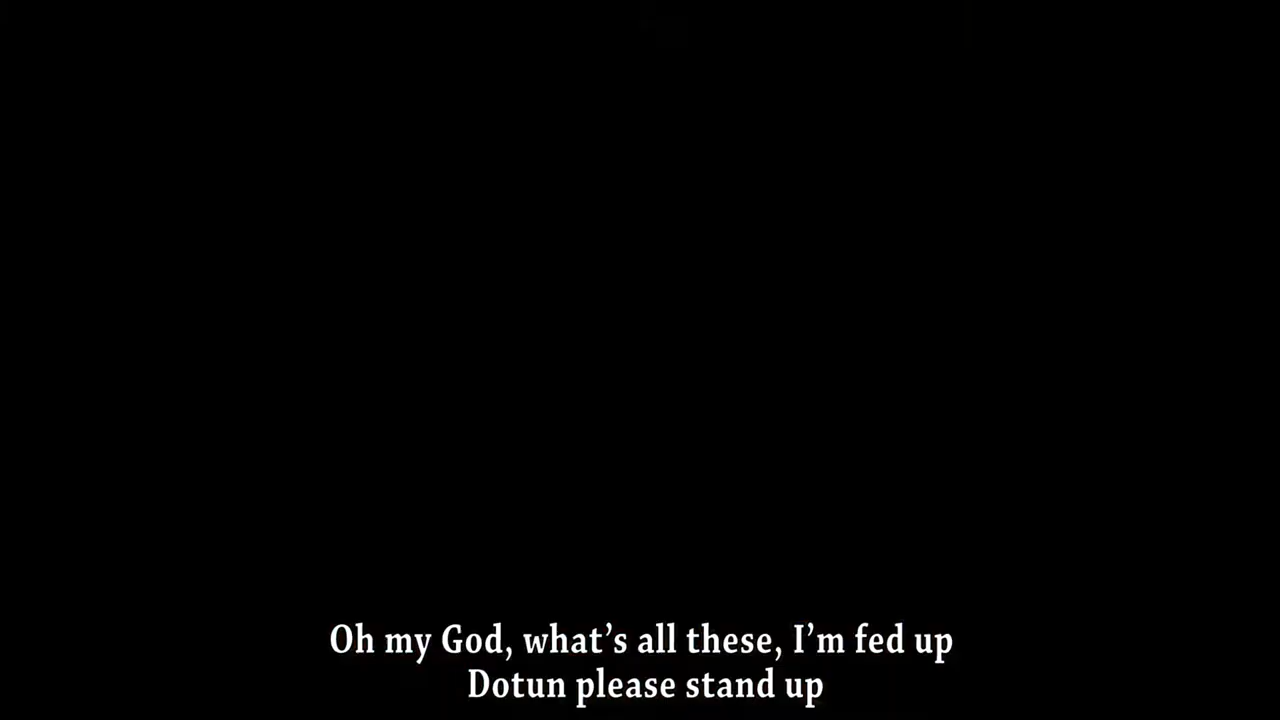 Oh my God, what’s all these, I’m fed up
Dotun please stand up